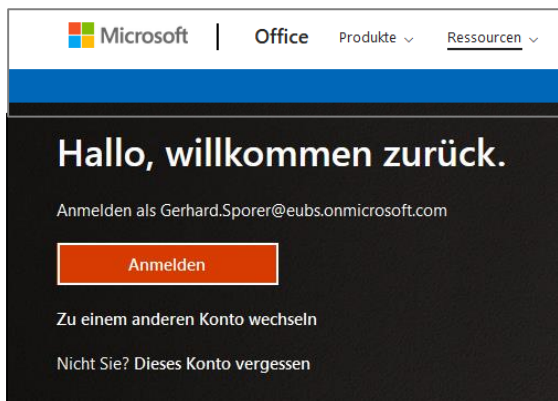 Microsoft Office Produkte Ressourcen
Hallo, willkommen zurück.
Anmelden als Gerhard.Sporer@eubs.onmicrosoft.com
Anmelden
Zu einem anderen Konto wechseln
Nicht Sie? Dieses Konto vergessen